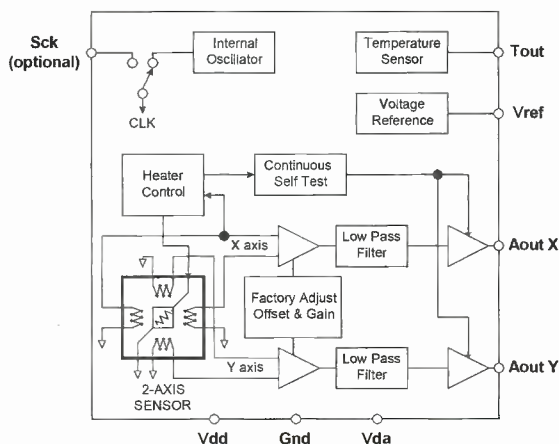 Sck
(optional)
Internal
Oscillator
Temperature
Sensor
Tout
CLK
Voltage
Reference
Vref
Heater
Control
Continuous
Self Test
X axis
Low Pass
Filter
Aout X
Factory Adjust
Offset & Gain
Y axis
Low Pass
Filter
Aout Y
2-AXIS
SENSOR
Vdd
Gnd
Vda